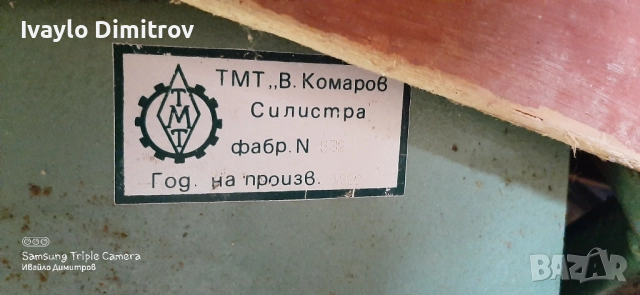 Ivaylo Dimitrov
ТМТ
ТМТ „В. Комаров
Силистра
фабр. N
Год. на произв.
Samsung Triple Camera
Ивайло Димитров
BAZAR